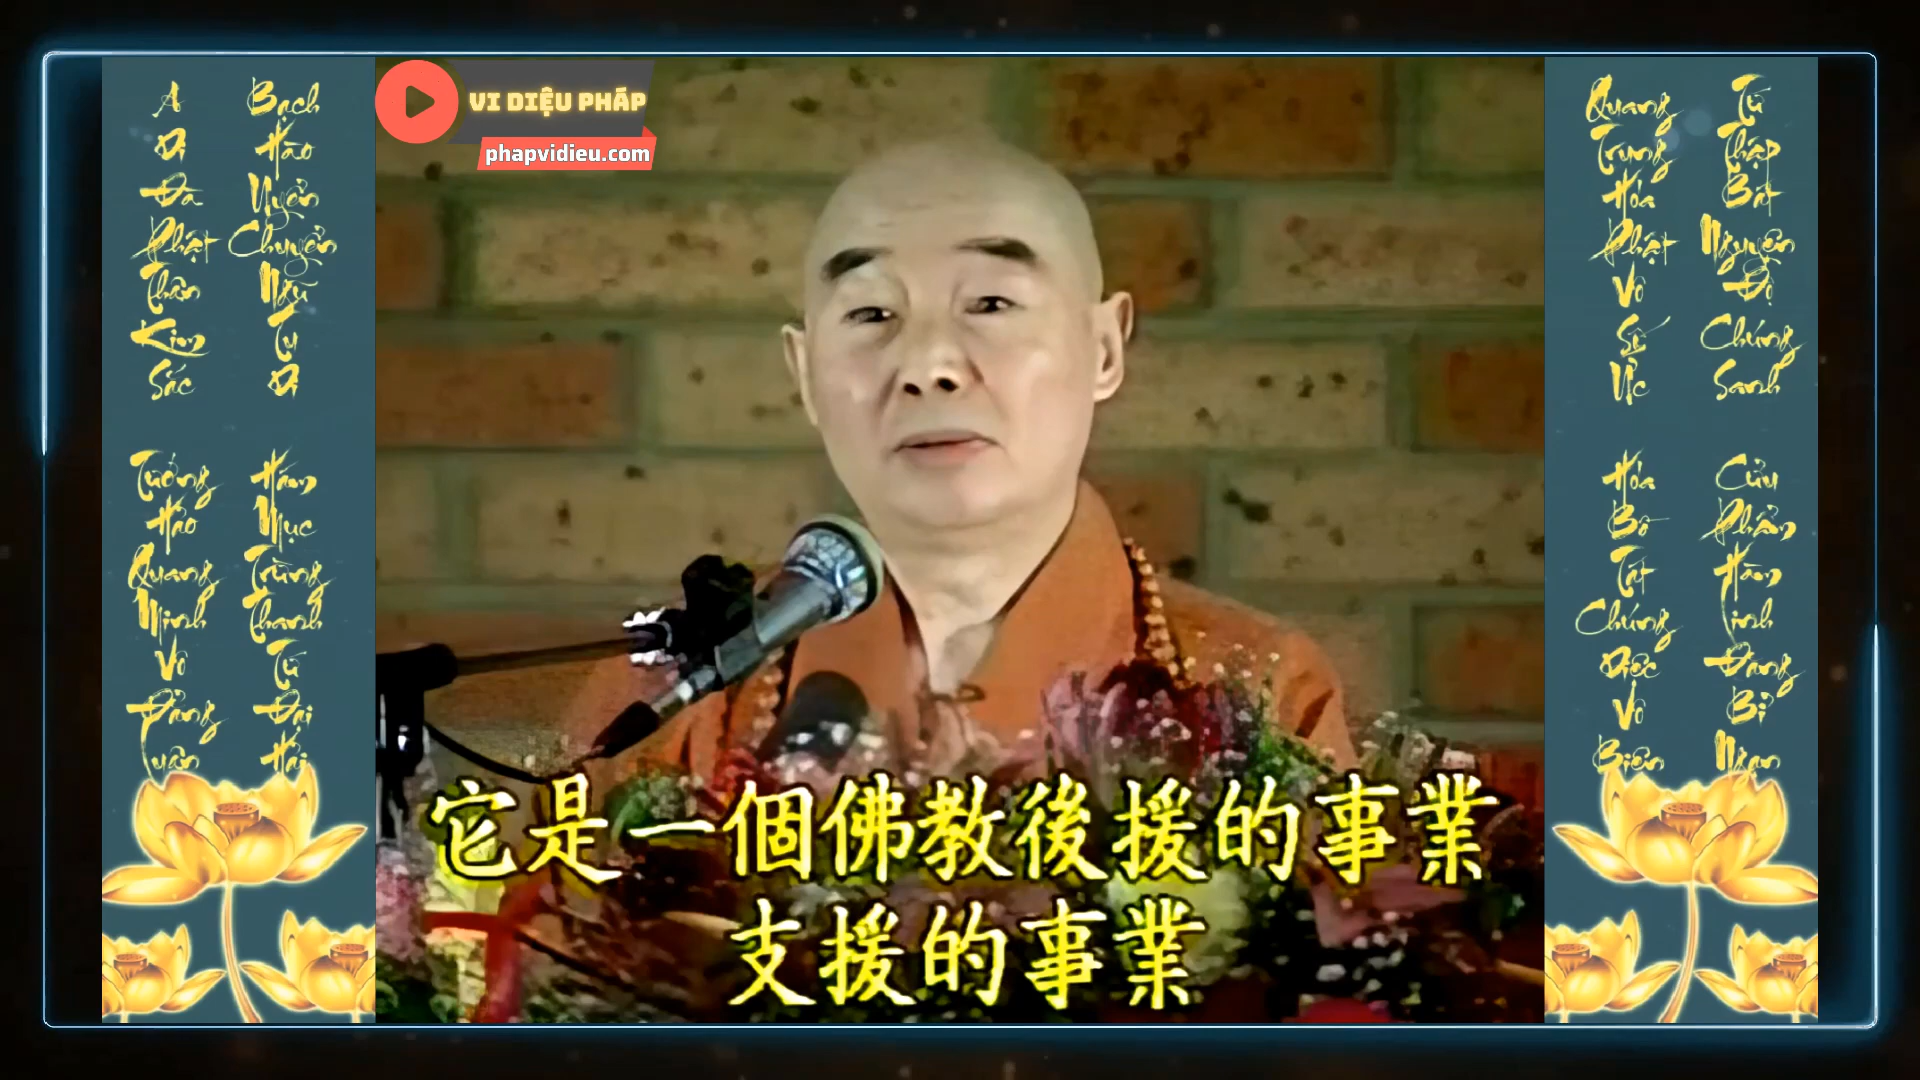 VI DIỆU PHÁP
phapvidieu.com
A Di Đà Phật Thân Kim Sắc
Tướng Hảo Quang Minh Vô Đẳng Luân
Bạch Hào Uyển Chuyển Ngũ Tu Di
Hám Mục Trừng Thanh Tứ Đại Hải
Quang Trung Hóa Phật Vô Số Ức
Hóa Bồ Tát Chúng Diệc Vô Biên
Tứ Thập Bát Nguyện Độ Chúng Sanh
Cửu Phẩm Hàm Linh Đăng Bỉ Ngạn
它是一個佛教後援的事業
支援的事業